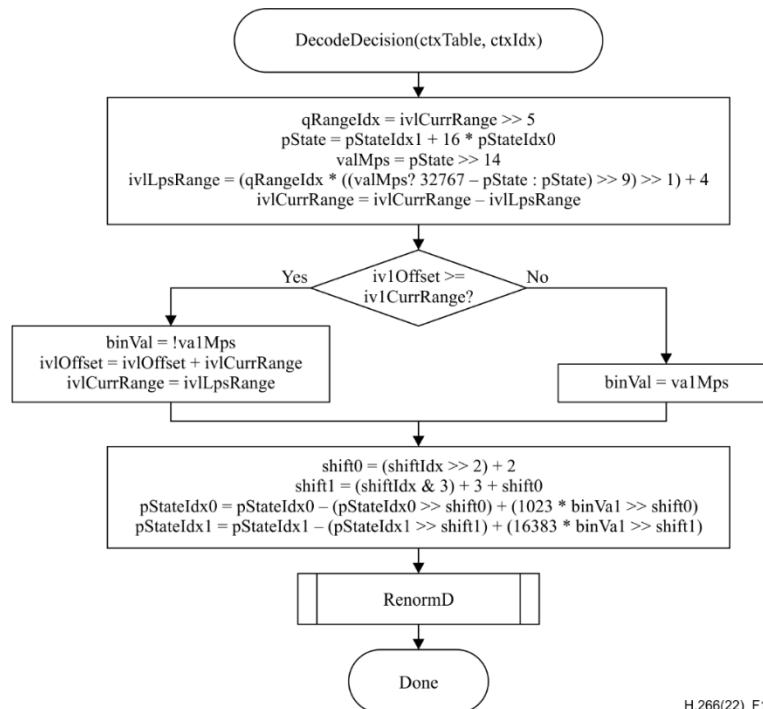 DecodeDecision(ctxTable, ctxIdx)
qRangeIdx = ivlCurrRange >> 5
pState = pStateIdx1 + 16 * pStateIdx0
valMps = pState >> 14
ivlLpsRange = (qRangeIdx * ((valMps? 32767 – pState : pState) >> 9) >> 1) + 4
ivlCurrRange = ivlCurrRange – ivlLpsRange
Yes
iv1Offset >=
iv1CurrRange?
No
binVal = !va1Mps
ivlOffset = ivlOffset + ivlCurrRange
ivlCurrRange = ivlLpsRange
binVal = va1Mps
shift0 = (shiftIdx >> 2) + 2
shift1 = (shiftIdx & 3) + 3 + shift0
pStateIdx0 = pStateIdx0 – (pStateIdx0 >> shift0) + (1023 * binVa1 >> shift0)
pStateIdx1 = pStateIdx1 – (pStateIdx1 >> shift1) + (16383 * binVa1 >> shift1)
RenormD
Done
H.266(22)